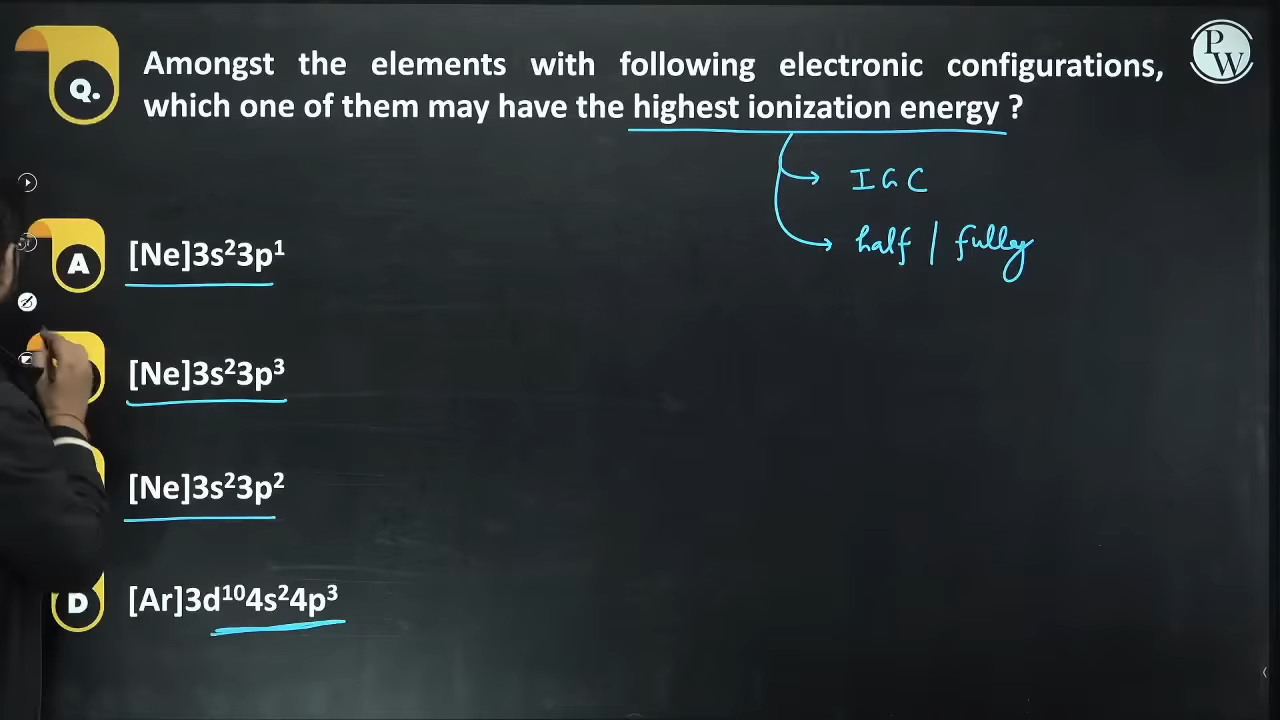 Q.
Amongst the elements with following electronic configurations,
which one of them may have the highest ionization energy ?
PW
IGC
half / fully
A [Ne]3s²3p¹
[Ne]3s²3p³
[Ne]3s²3p²
D [Ar]3d¹⁰4s²4p³